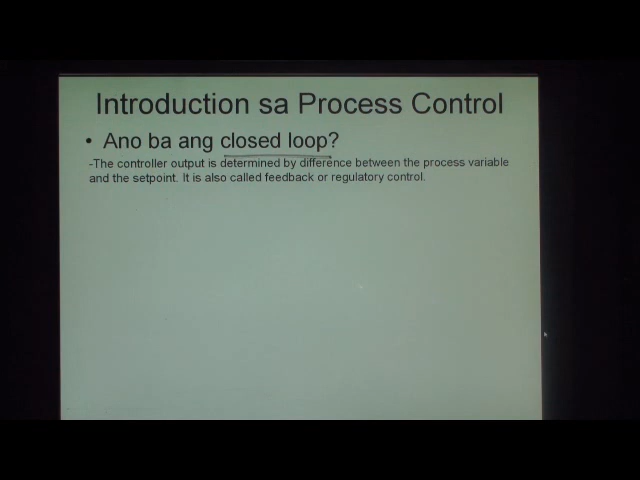 Introduction sa Process Control
• Ano ba ang closed loop?
-The controller output is determined by difference between the process variable
and the setpoint. It is also called feedback or regulatory control.